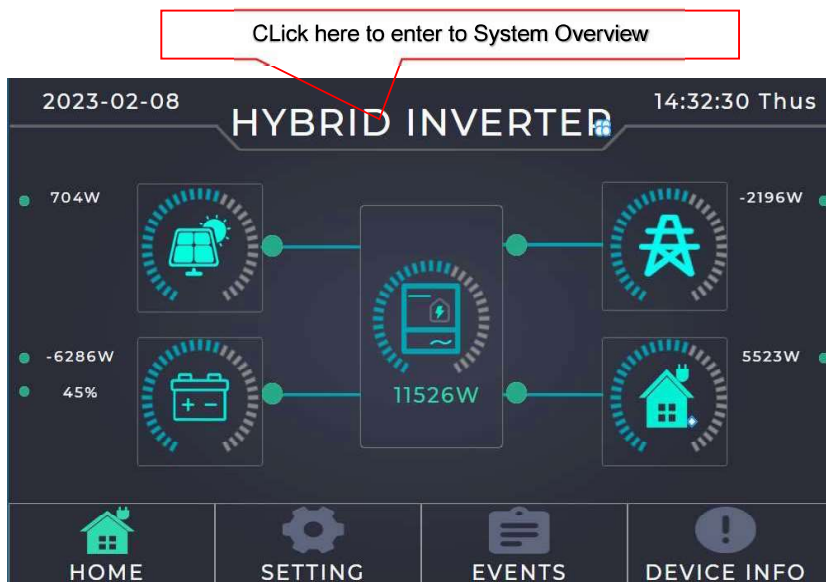 CLick here to enter to System Overview
2023-02-08
HYBRID INVERTER
14:32:30 Thus
704W
-2196W
-6286W
45%
11526W
5523W
HOME
SETTING
EVENTS
DEVICE INFO